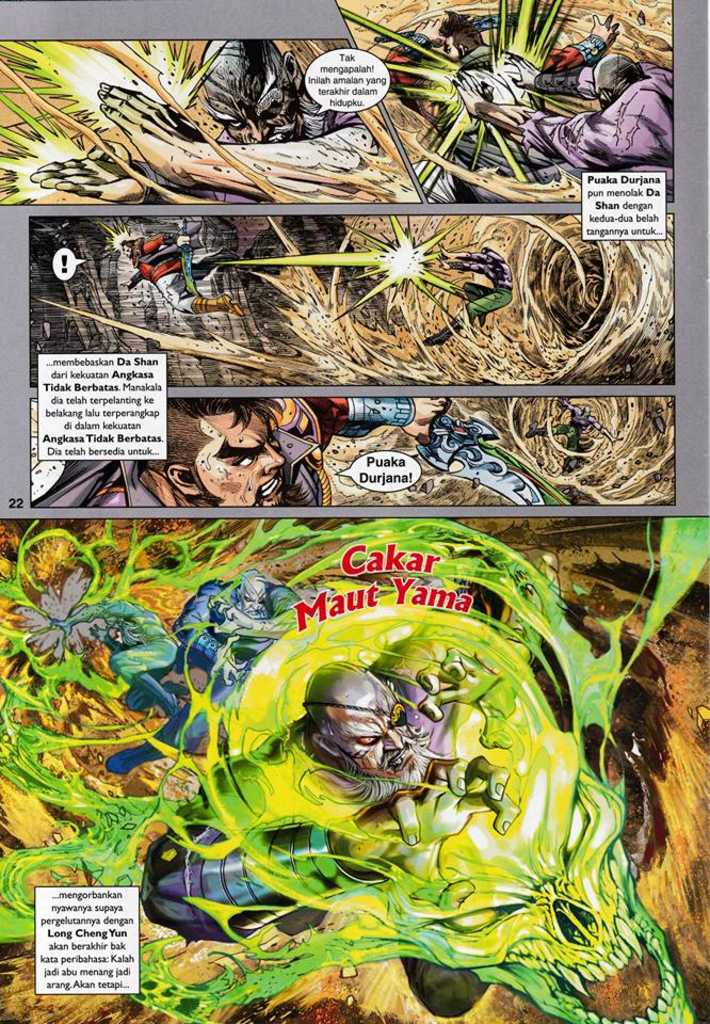 Tak
mengapalah!
Inilah amalan yang
terakhir dalam
hidupku.
Puaka Durjana
pun menolak Da
Shan dengan
kedua-dua belah
tangannya untuk...
!
...membebaskan Da Shan
dari kekuatan Angkasa
Tidak Berbatas. Manakala
dia telah terpelanting ke
belakang lalu terperangkap
dalam kekuatan
Angkasa Tidak Berbatas.
Dia telah bersedia untuk...
Puaka
Durjana!
22
Cakar
Maut Yama
...mengorbankan
nyawanya supaya
pergelutannya dengan
Long Cheng Yun
akan berakhir bak
kata peribahasa: Kalah
jadi abu menang jadi
arang. Akan tetapi...